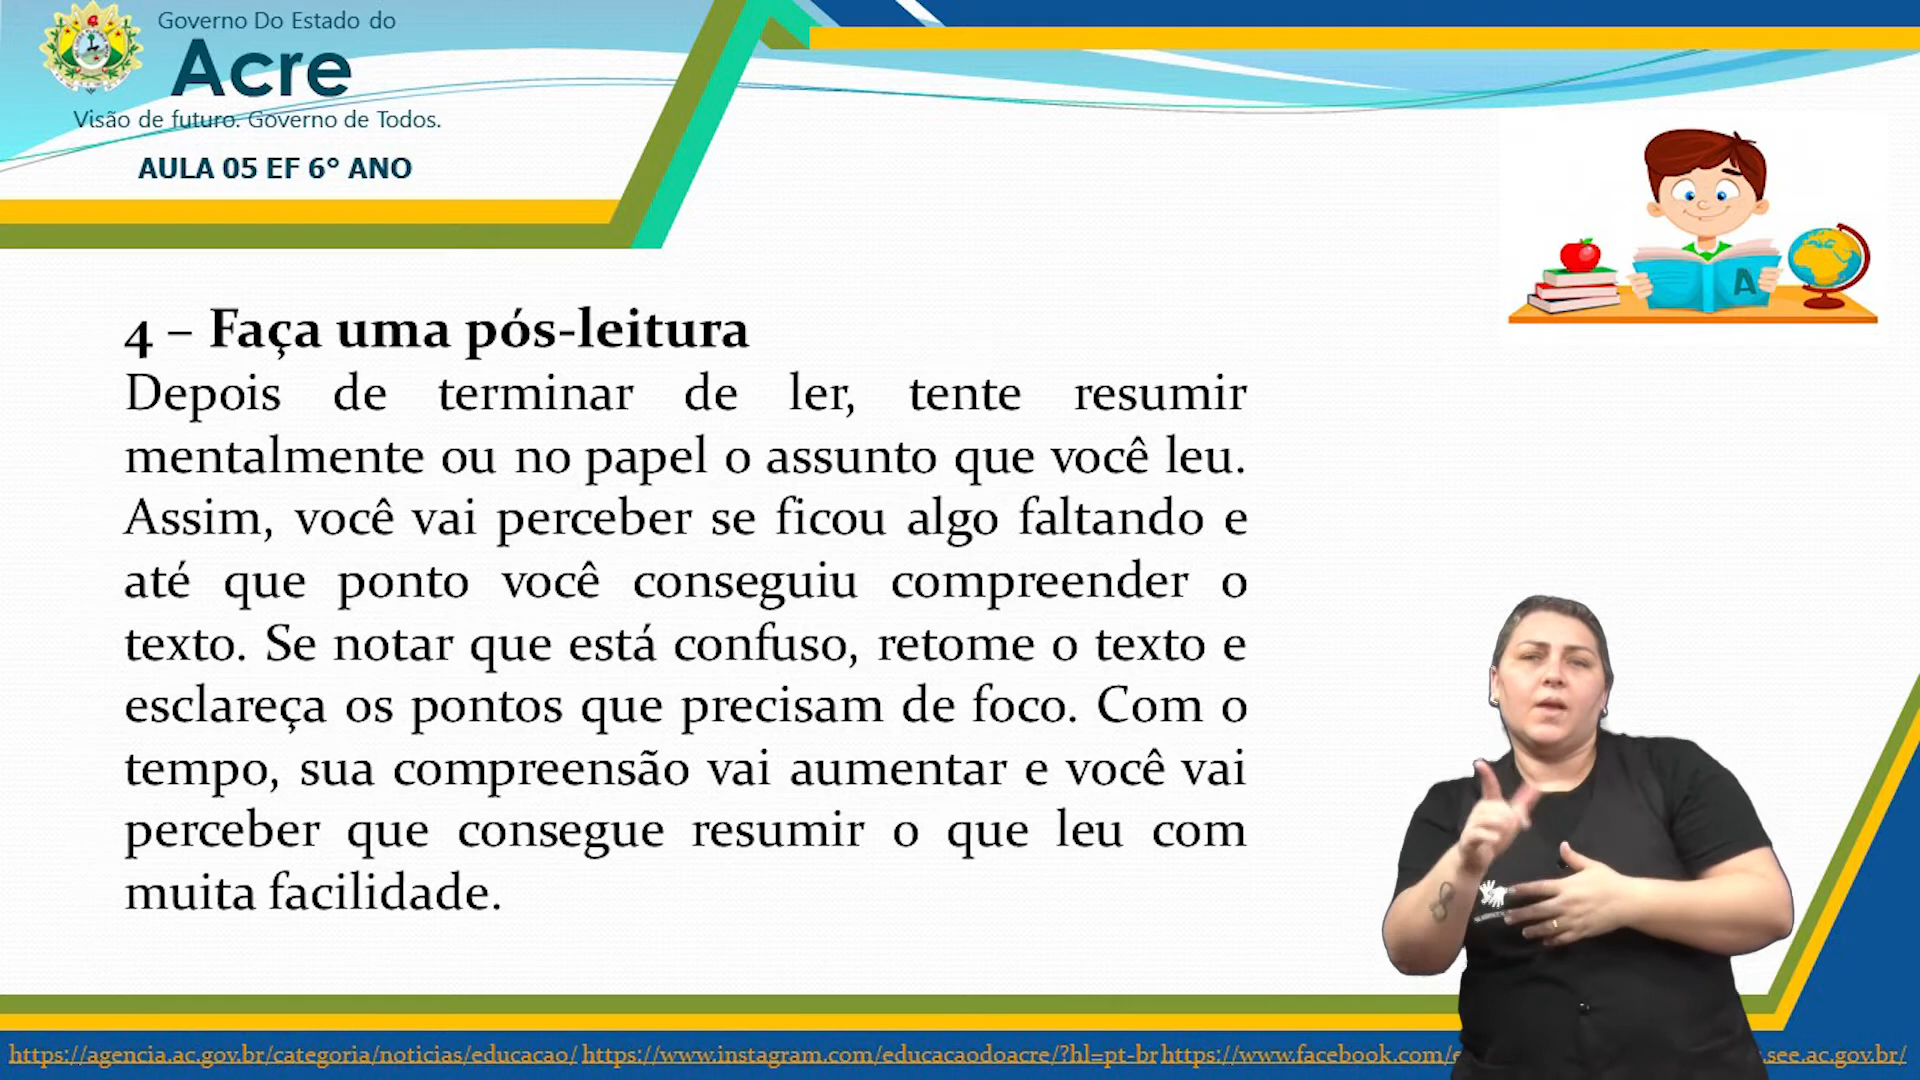 Governo Do Estado do
Acre
Visão de futuro. Governo de Todos.
AULA 05 EF 6° ANO
A
4 – Faça uma pós-leitura
Depois de terminar de ler, tente resumir
mentalmente ou no papel o assunto que você leu.
Assim, você vai perceber se ficou algo faltando e
até que ponto você conseguiu compreender o
texto. Se notar que está confuso, retome o texto e
esclareça os pontos que precisam de foco. Com o
tempo, sua compreensão vai aumentar e você vai
perceber que consegue resumir o que leu com
muita facilidade.
https://agencia.ac.gov.br/categoria/noticias/educacao/ https://www.instagram.com/educacaodoacre/?hl=pt-br https://www.facebook.com/e .see.ac.gov.br/